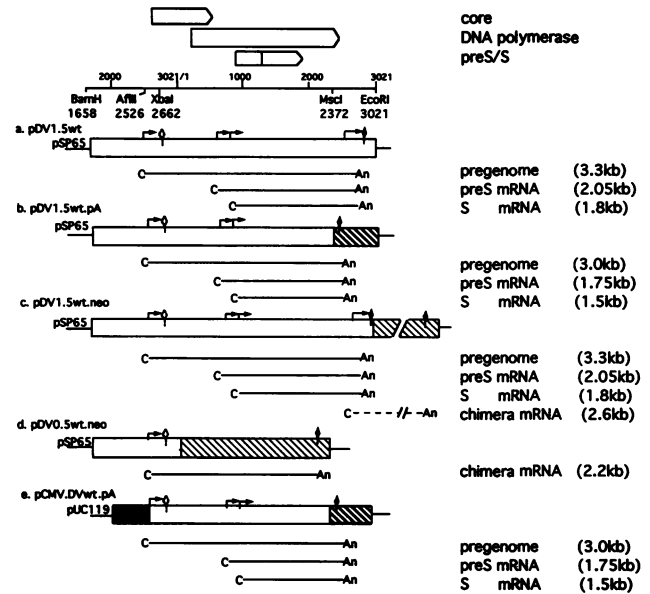 core
DNA polymerase
preS/S
2000 3021/1 1000 2000 3021
BamH AflII XbaI MscI EcoRI
1658 2526 2662 2372 3021
a. pDV1.5wt
pSP65
C An pregenome (3.3kb)
C An preS mRNA (2.05kb)
C An S mRNA (1.8kb)
b. pDV1.5wt.pA
pSP65
C An pregenome (3.0kb)
C An preS mRNA (1.75kb)
C An S mRNA (1.5kb)
c. pDV1.5wt.neo
pSP65
C An pregenome (3.3kb)
C An preS mRNA (2.05kb)
C An S mRNA (1.8kb)
C An chimera mRNA (2.6kb)
d. pDV0.5wt.neo
pSP65
C An chimera mRNA (2.2kb)
e. pCMV.DVwt.pA
pUC119
C An pregenome (3.0kb)
C An preS mRNA (1.75kb)
C An S mRNA (1.5kb)